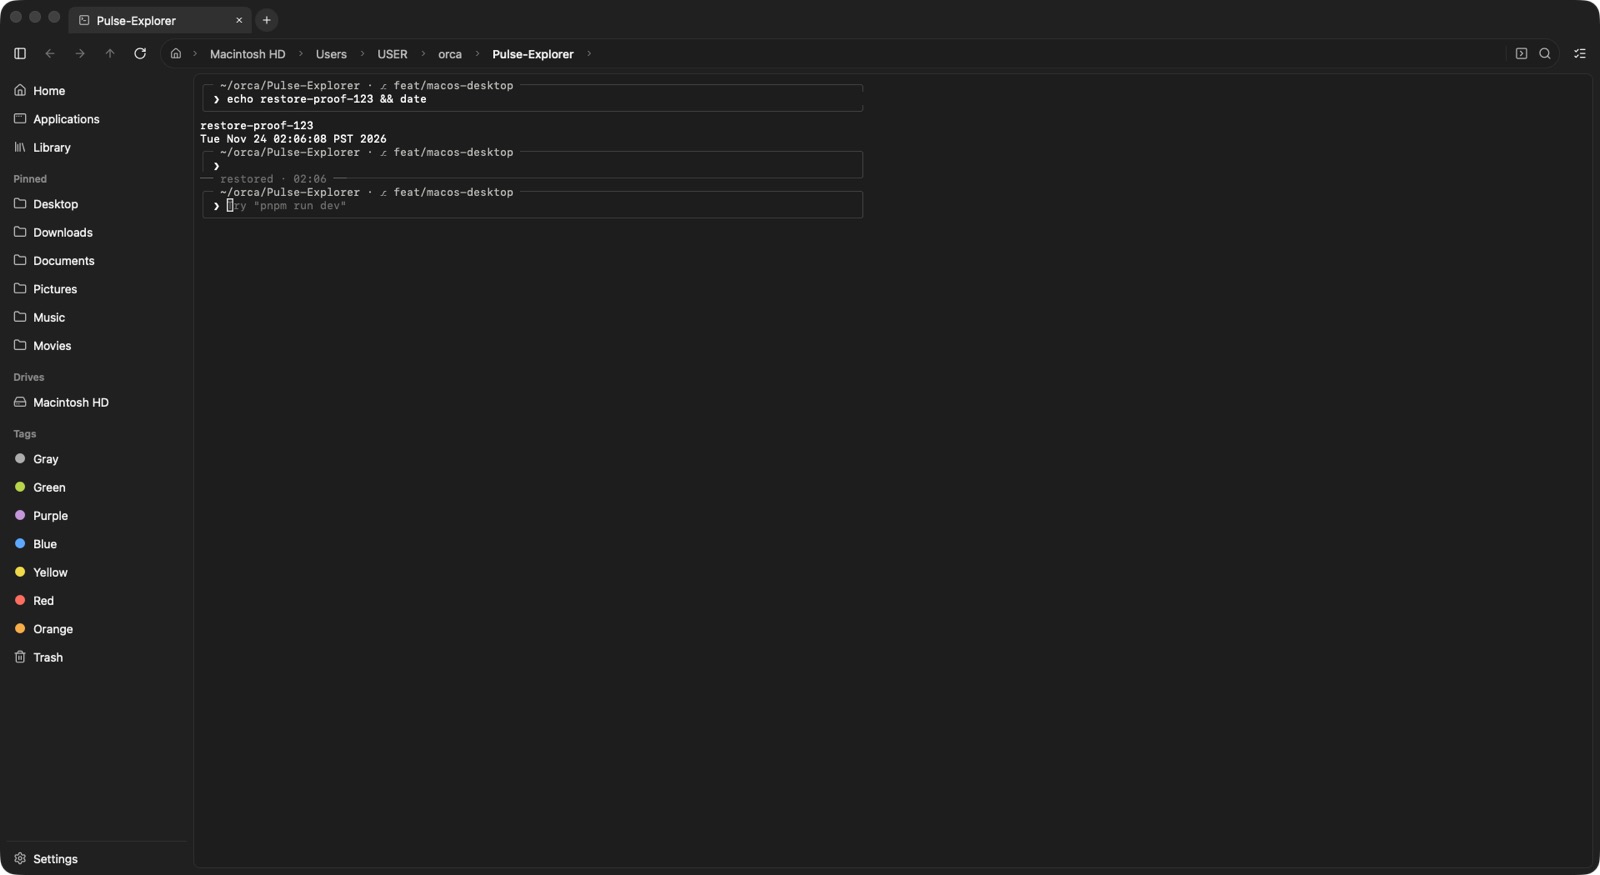 Pulse-Explorer
Macintosh HD › Users › USER › orca › Pulse-Explorer ›
Home
Applications
Library
Pinned
Desktop
Downloads
Documents
Pictures
Music
Movies
Drives
Macintosh HD
Tags
Gray
Green
Purple
Blue
Yellow
Red
Orange
Trash
Settings
~/orca/Pulse-Explorer · feat/macos-desktop
❯ echo restore-proof-123 && date
restore-proof-123
Tue Nov 24 02:06:08 PST 2026
~/orca/Pulse-Explorer · feat/macos-desktop
❯
restored · 02:06
~/orca/Pulse-Explorer · feat/macos-desktop
❯ Try "pnpm run dev"